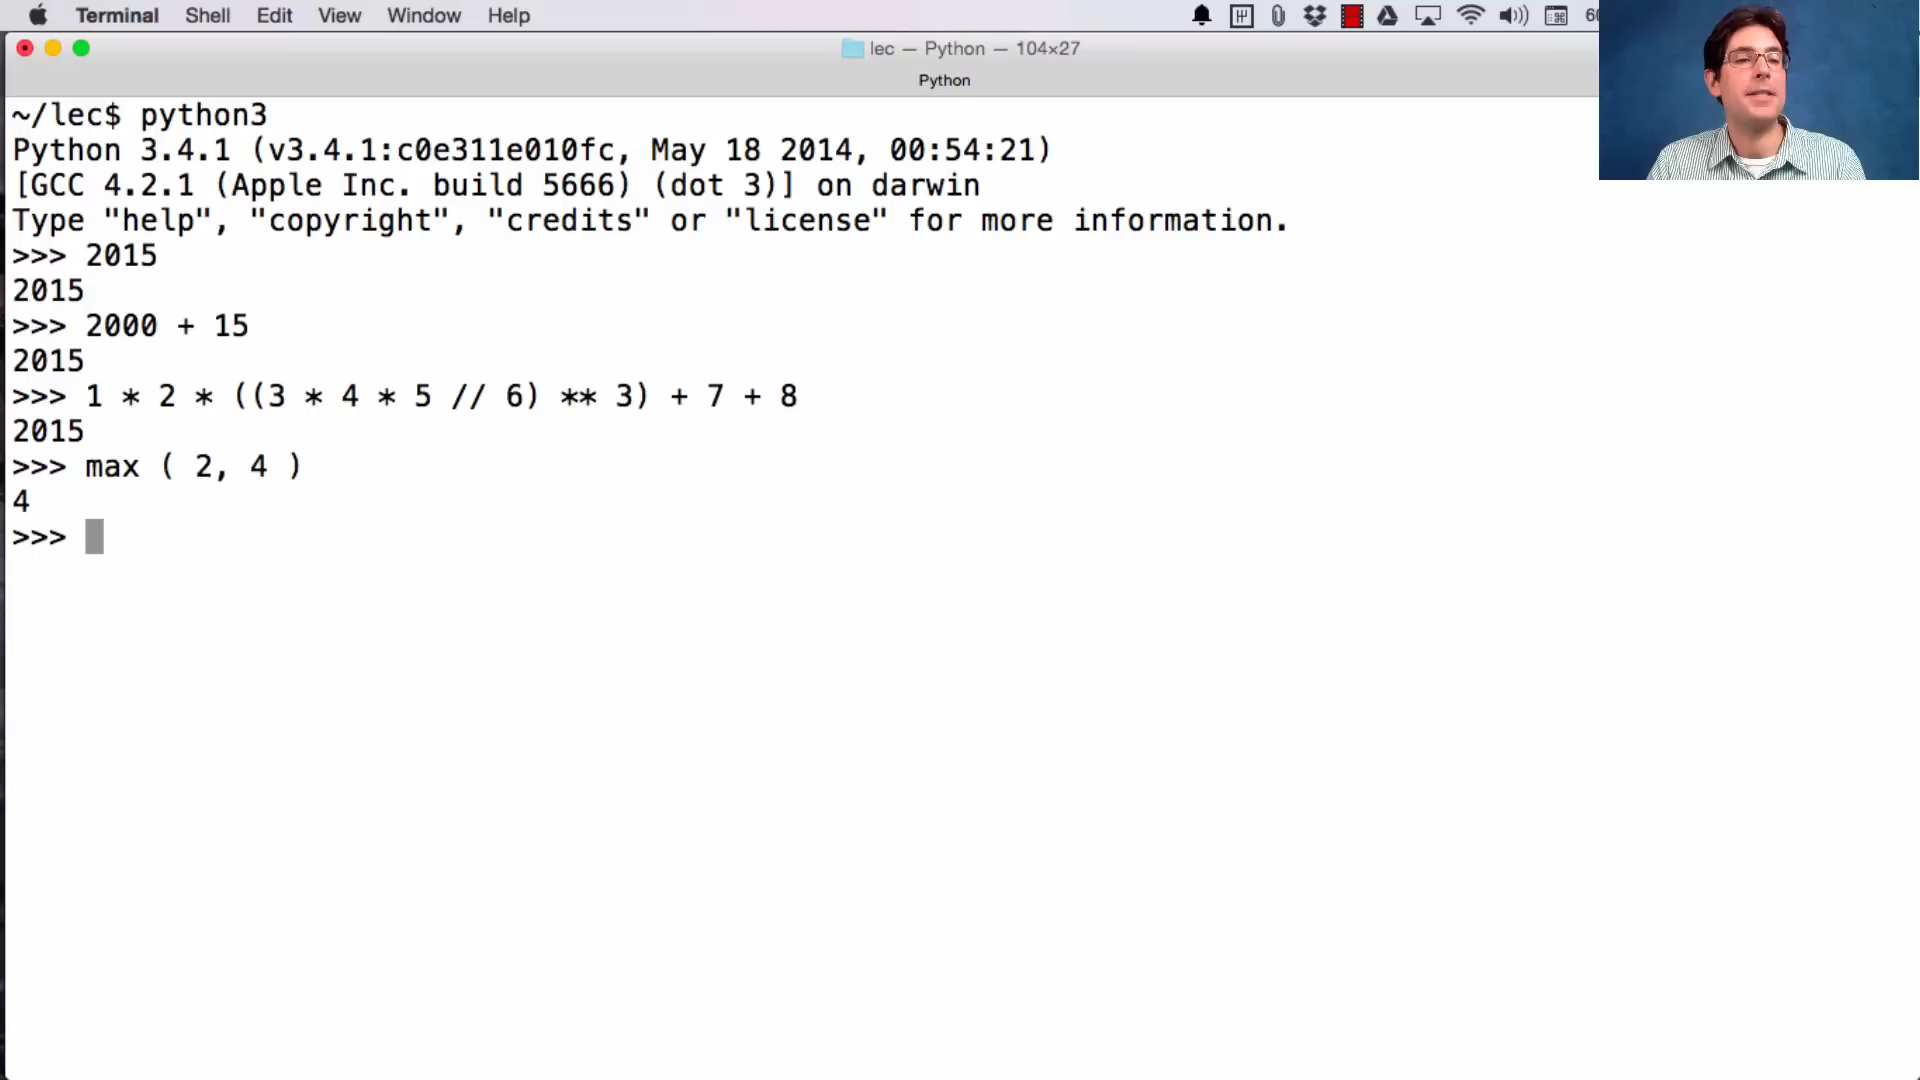 Terminal Shell Edit View Window Help
lec — Python — 104×27
Python
~/lec$ python3
Python 3.4.1 (v3.4.1:c0e311e010fc, May 18 2014, 00:54:21)
[GCC 4.2.1 (Apple Inc. build 5666) (dot 3)] on darwin
Type "help", "copyright", "credits" or "license" for more information.
>>> 2015
2015
>>> 2000 + 15
2015
>>> 1 * 2 * ((3 * 4 * 5 // 6) ** 3) + 7 + 8
2015
>>> max ( 2, 4 )
4
>>>